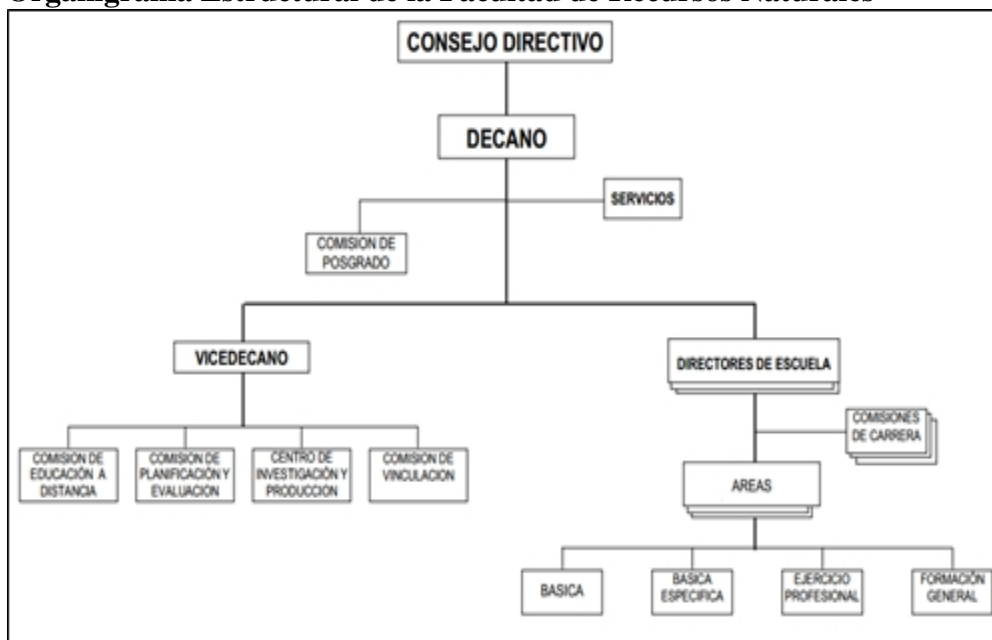 Organigrama Estructural de la Facultad de Recursos Naturales
CONSEJO DIRECTIVO
DECANO
SERVICIOS
COMISION DE
POSGRADO
VICEDECANO
DIRECTORES DE ESCUELA
COMISIONES
DE CARRERA
COMISION DE
EDUCACIÓN A
DISTANCIA
COMISION DE
PLANIFICACIÓN Y
EVALUACION
CENTRO DE
INVESTIGACIÓN Y
PRODUCCION
COMISION DE
VINCULACION
AREAS
BASICA
BASICA
ESPECIFICA
EJERCICIO
PROFESIONAL
FORMACIÓN
GENERAL